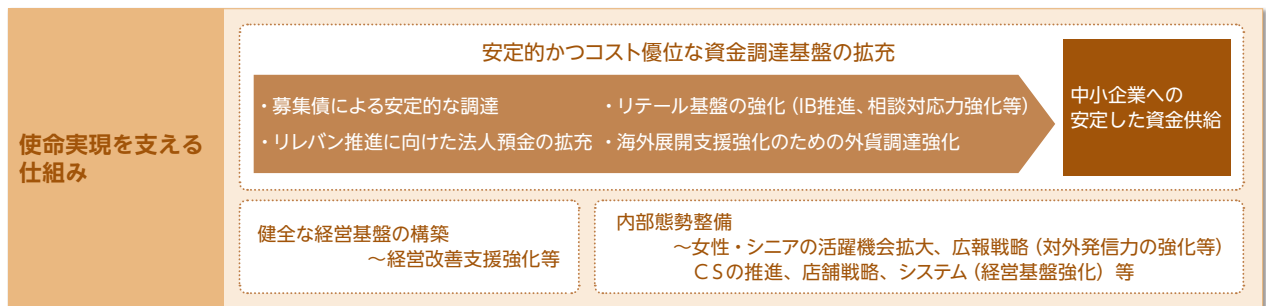 使命実現を支える
仕組み
安定的かつコスト優位な資金調達基盤の拡充
・募集債による安定的な調達
・リテール基盤の強化（IB推進、相談対応力強化等）
・リレバン推進に向けた法人預金の拡充
・海外展開支援強化のための外貨調達強化
中小企業への
安定した資金供給
健全な経営基盤の構築
～経営改善支援強化等
内部態勢整備
～女性・シニアの活躍機会拡大、広報戦略（対外発信力の強化等）
ＣＳの推進、店舗戦略、システム（経営基盤強化）等